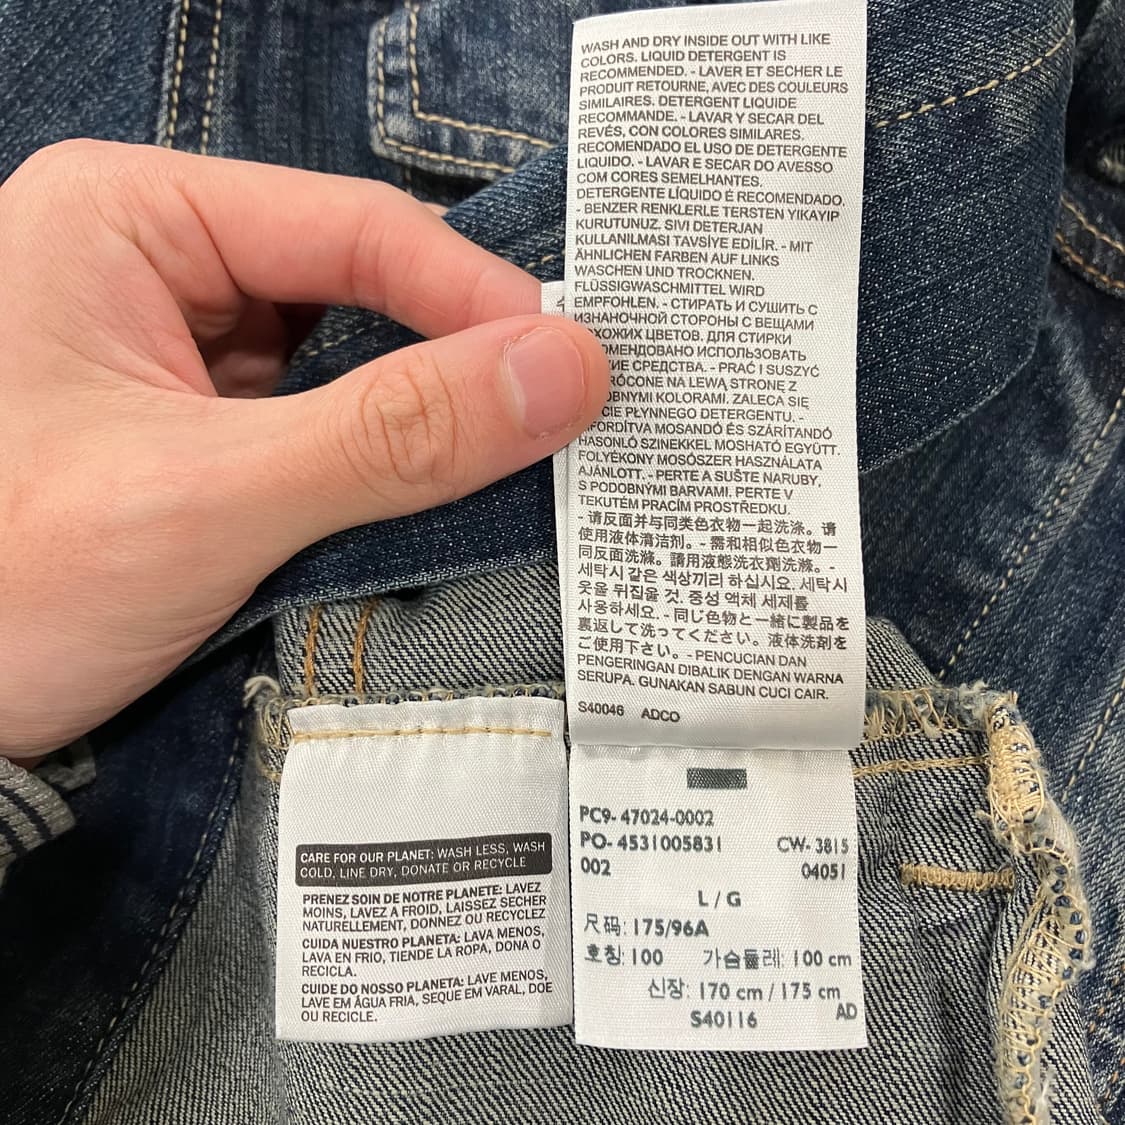 WASH AND DRY INSIDE OUT WITH LIKE
COLORS. LIQUID DETERGENT IS
RECOMMENDED. - LAVER ET SECHER LE
PRODUIT RETOURNE, AVEC DES COULEURS
SIMILAIRES. DETERGENT LIQUIDE
RECOMMANDE. - LAVAR Y SECAR DEL
REVÉS, CON COLORES SIMILARES.
RECOMENDADO EL USO DE DETERGENTE
LIQUIDO. - LAVAR E SECAR DO AVESSO
COM CORES SEMELHANTES.
DETERGENTE LÍQUIDO É RECOMENDADO.
- BENZER RENKLERLE TERSTEN YIKAYIP
KURUTUNUZ. SIVI DETERJAN
KULLANILMASI TAVSİYE EDİLİR. - MIT
ÄHNLICHEN FARBEN AUF LINKS
WASCHEN UND TROCKNEN.
FLÜSSIGWASCHMITTEL WIRD
EMPFOHLEN. - СТИРАТЬ И СУШИТЬ С
ИЗНАНОЧНОЙ СТОРОНЫ С ВЕЩАМИ
ЦВЕТОВ. ДЛЯ СТИРКИ
ИСПОЛЬЗОВАТЬ
СРЕДСТВА. - PRAĆ I SUSZYĆ
NA LEWĄ STRONĘ Z
KOLORAMI. ZALECA SIĘ
PŁYNNEGO DETERGENTU. -
MOSANDÓ ÉS SZÁRÍTANDÓ
HASONLÓ SZINEKKEL MOSHATÓ EGYÜTT.
FOLYÉKONY MOSÓSZER HASZNÁLATA
AJÁNLOTT. - PERTE A SUŠTE NARUBY,
S PODOBNÝMI BARVAMI. PERTE V
TEKUTÉM PRACÍM PROSTŘEDKU.
- 请反面并与同类色衣物一起洗涤。请
使用液体清洁剂。- 需和相似色衣物一
同反面洗滌。請用液態洗衣劑洗滌。-
세탁시 같은 색상끼리 하십시요. 세탁시
옷을 뒤집을 것. 중성 액체 세제를
사용하세요. - 同じ色物と一緒に製品を
裏返して洗ってください。液体洗剤を
ご使用下さい。- PENCUCIAN DAN
PENGERINGAN DIBALIK DENGAN WARNA
SERUPA. GUNAKAN SABUN CUCI CAIR.
S40046 ADCO
PC9- 47024-0002
PO- 4531005831 CW- 3815
002 04051
L / G
尺码: 175/96A
호칭: 100 가슴둘레: 100 cm
신장: 170 cm / 175 cm
S40116 AD
CARE FOR OUR PLANET: WASH LESS, WASH
COLD, LINE DRY, DONATE OR RECYCLE
PRENEZ SOIN DE NOTRE PLANETE: LAVEZ
MOINS, LAVEZ A FROID, LAISSEZ SECHER
NATURELLEMENT, DONNEZ OU RECYCLEZ
CUIDA NUESTRO PLANETA: LAVA MENOS,
LAVA EN FRIO, TIENDE LA ROPA, DONA O
RECICLA.
CUIDE DO NOSSO PLANETA: LAVE MENOS,
LAVE EM ÁGUA FRIA, SEQUE EM VARAL, DOE
OU RECICLE.